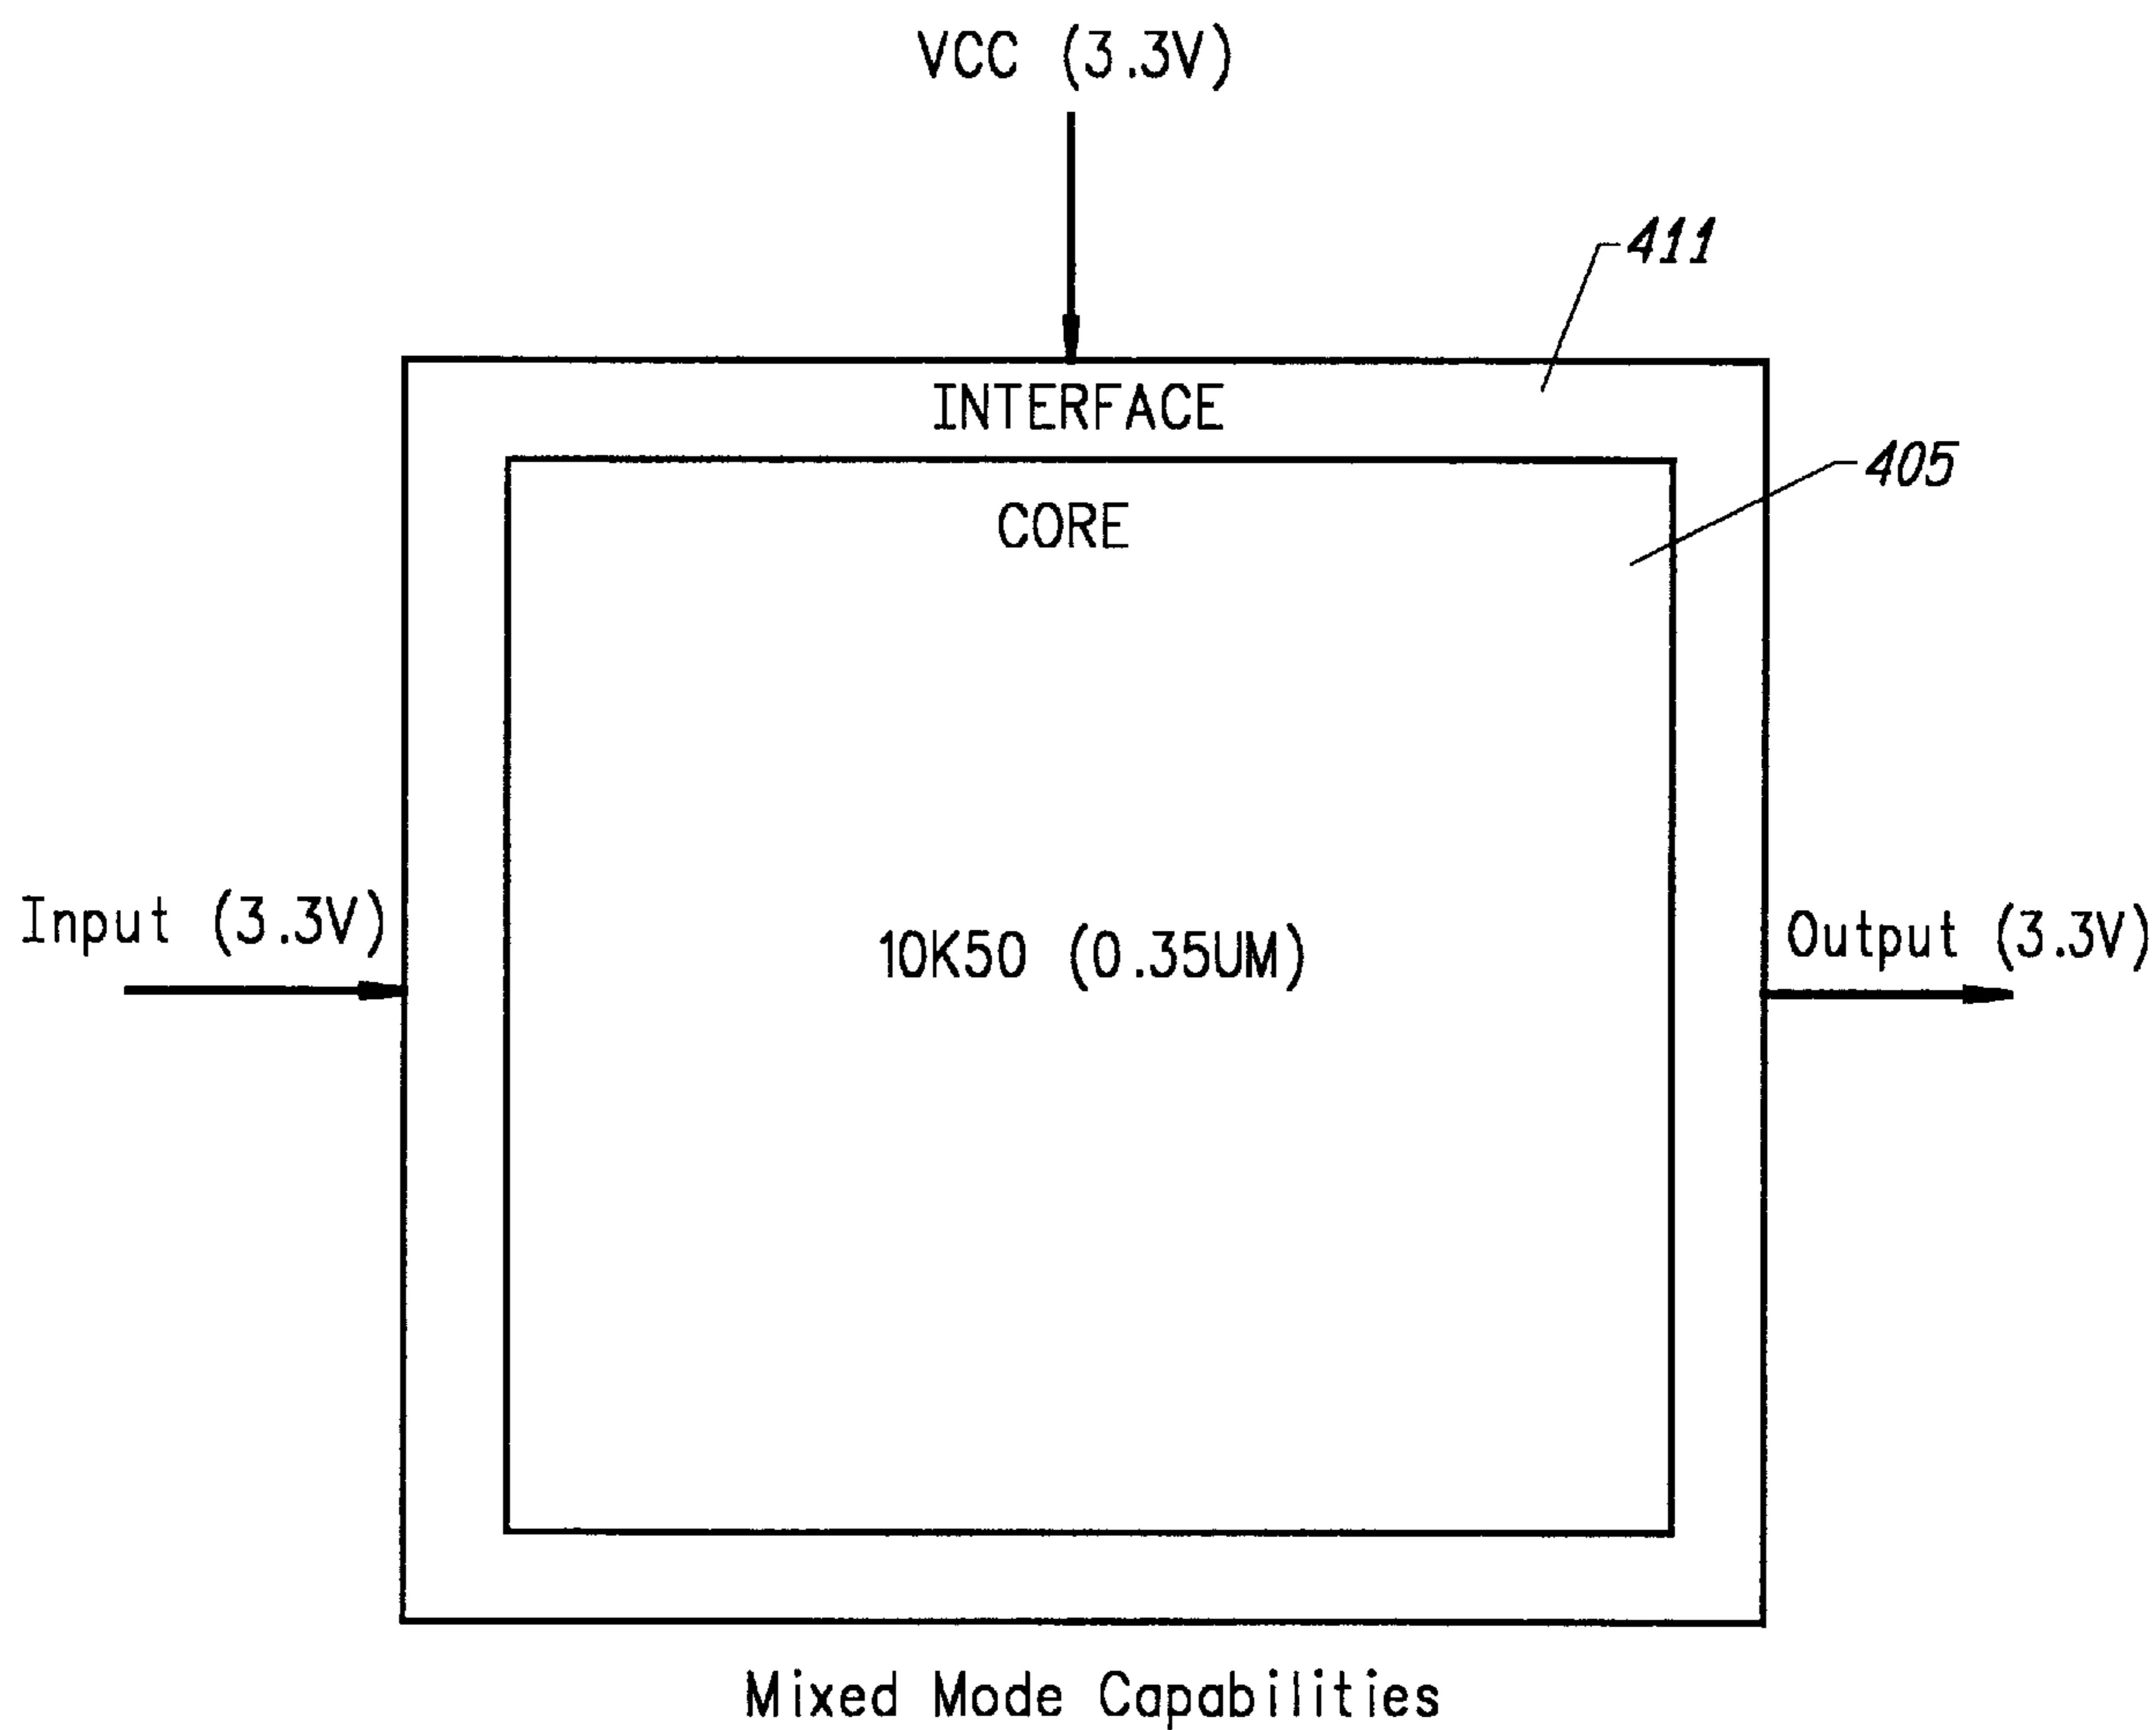 VCC (3.3V)
411
INTERFACE
405
CORE
Input (3.3V)
10K50 (0.35UM)
Output (3.3V)
Mixed Mode Capabilities